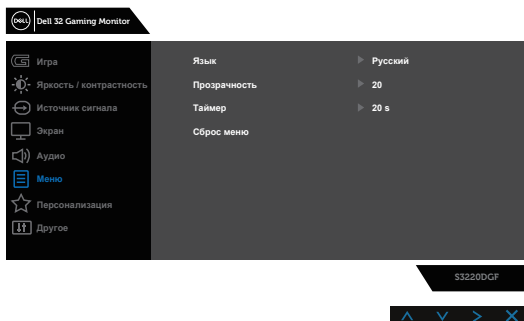 DELL Dell 32 Gaming Monitor
Игра
Яркость / контрастность
Источник сигнала
Экран
Аудио
Меню
Персонализация
Другое
Язык Русский
Прозрачность 20
Таймер 20 s
Сброс меню
S3220DGF